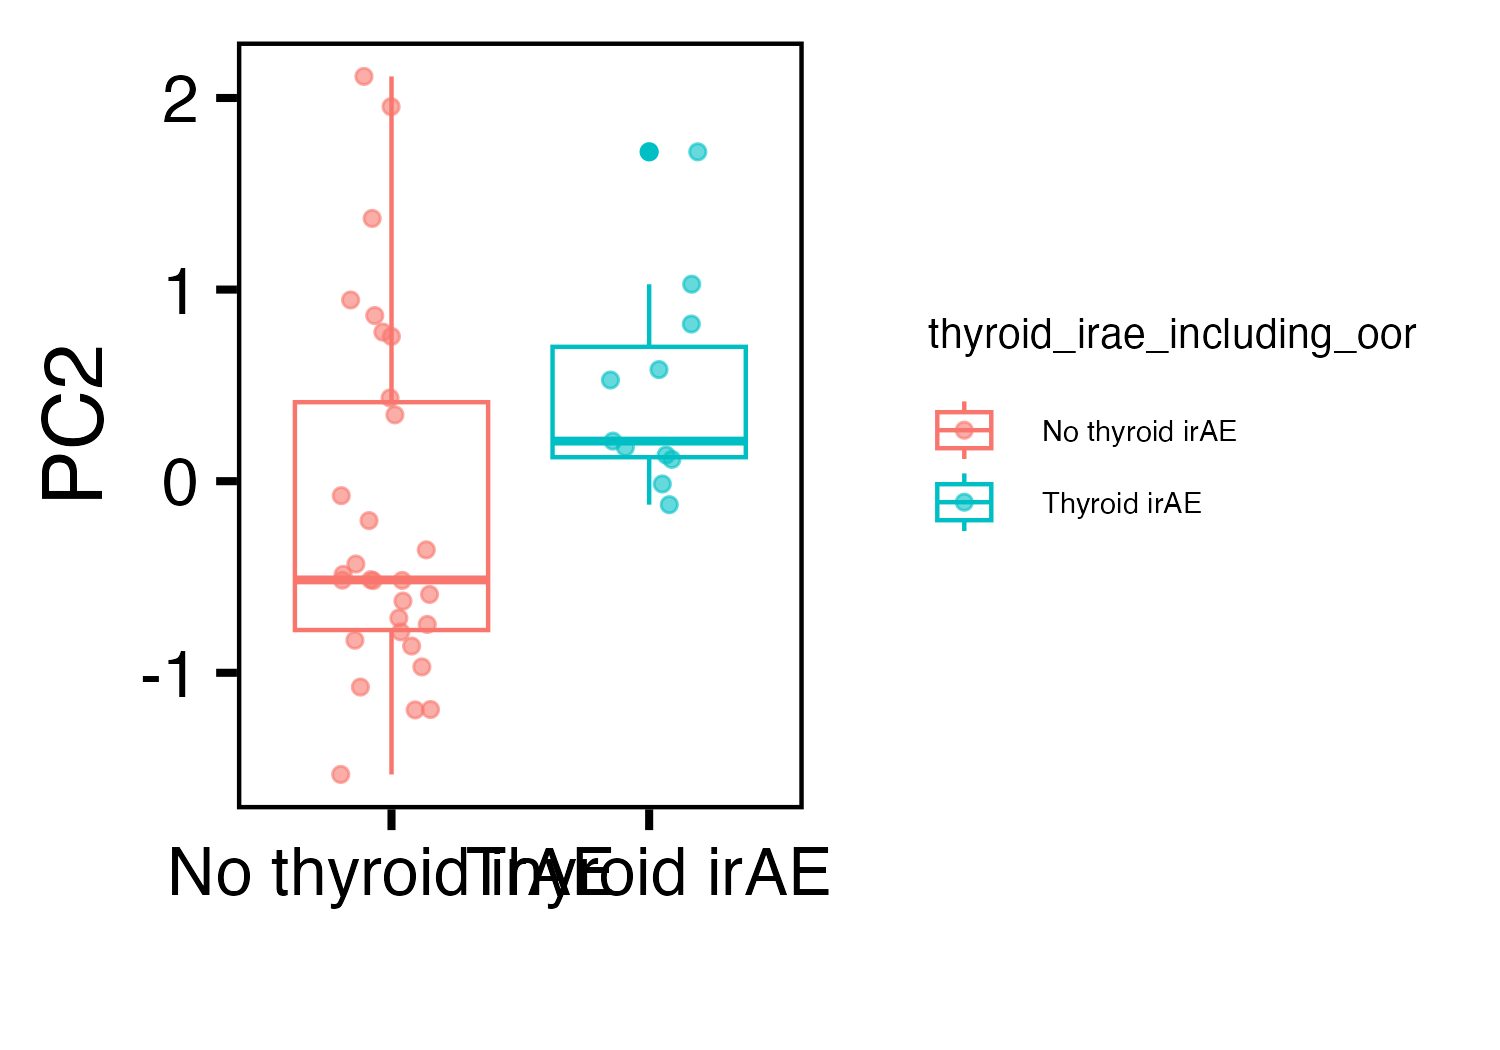 PC2
2
1
0
-1
No thyroid irAE
Thyroid irAE
thyroid_irae_including_oor
No thyroid irAE
Thyroid irAE